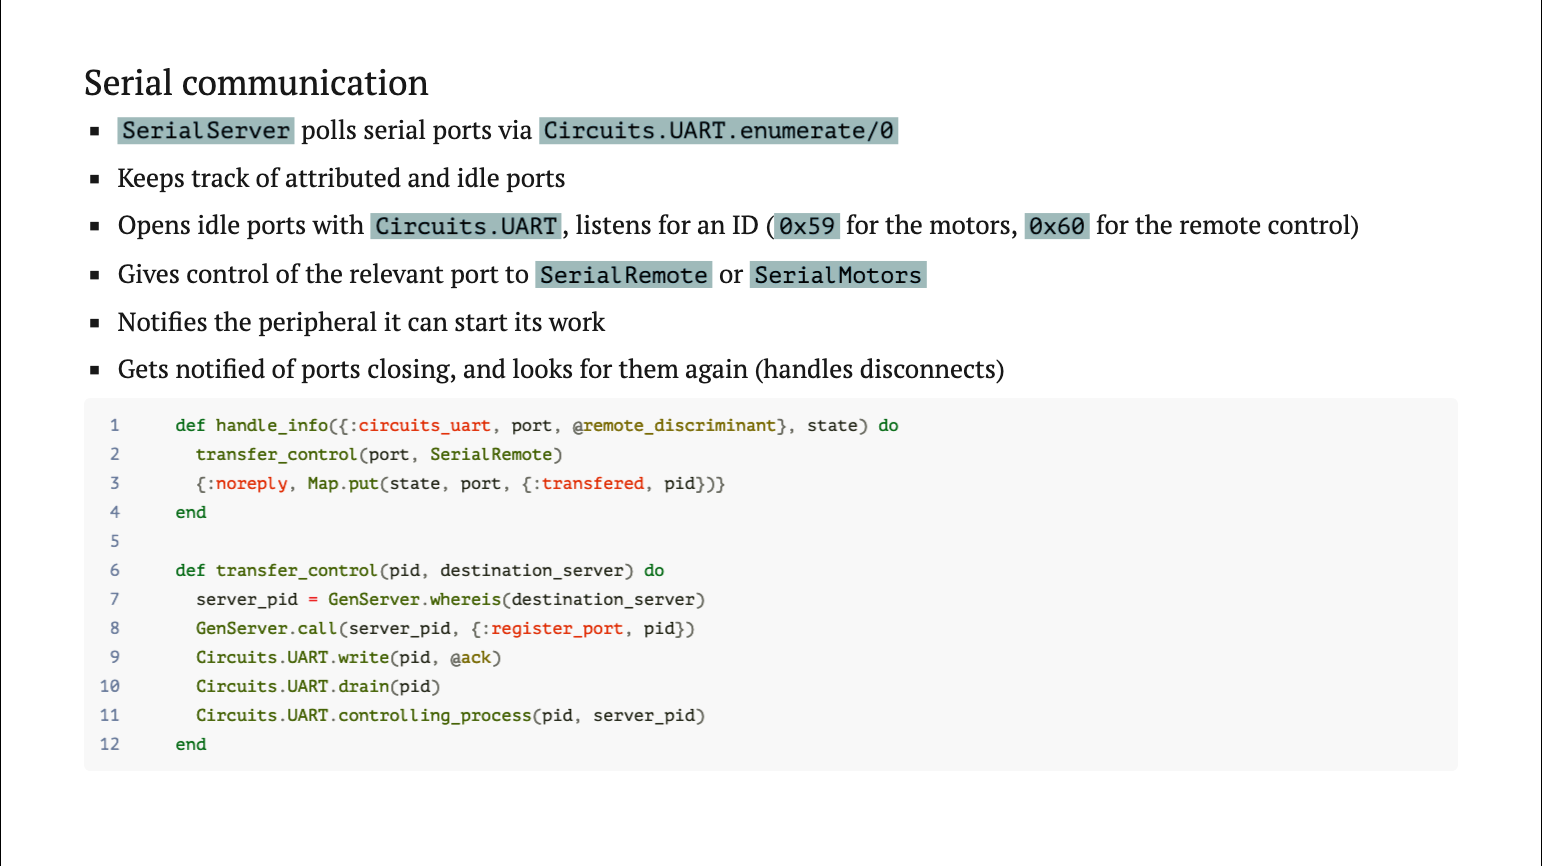 Serial communication
▪ SerialServer polls serial ports via Circuits.UART.enumerate/0
▪ Keeps track of attributed and idle ports
▪ Opens idle ports with Circuits.UART, listens for an ID (0x59 for the motors, 0x60 for the remote control)
▪ Gives control of the relevant port to SerialRemote or SerialMotors
▪ Notifies the peripheral it can start its work
▪ Gets notified of ports closing, and looks for them again (handles disconnects)
1 def handle_info({:circuits_uart, port, @remote_discriminant}, state) do
2 transfer_control(port, SerialRemote)
3 {:noreply, Map.put(state, port, {:transfered, pid})}
4 end
5
6 def transfer_control(pid, destination_server) do
7 server_pid = GenServer.whereis(destination_server)
8 GenServer.call(server_pid, {:register_port, pid})
9 Circuits.UART.write(pid, @ack)
10 Circuits.UART.drain(pid)
11 Circuits.UART.controlling_process(pid, server_pid)
12 end